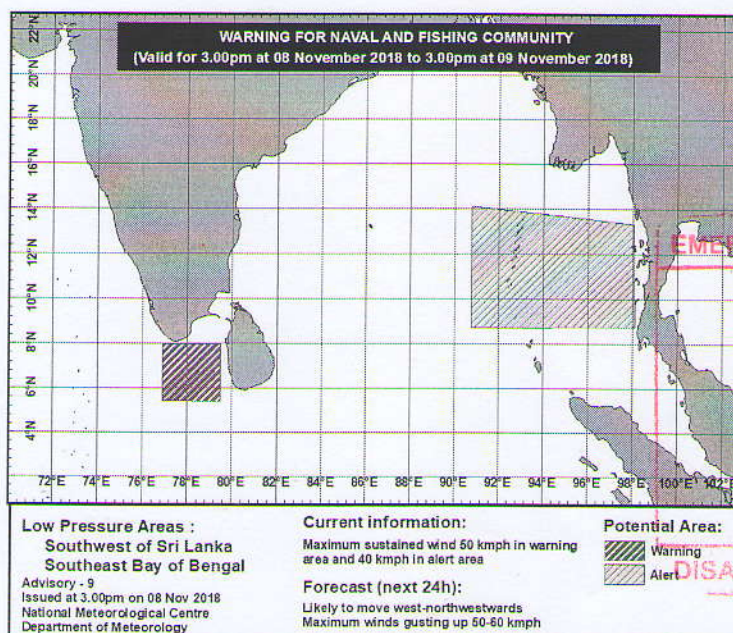 WARNING FOR NAVAL AND FISHING COMMUNITY
(Valid for 3.00pm at 08 November 2018 to 3.00pm at 09 November 2018)
22°N
20°N
18°N
16°N
14°N
12°N
10°N
8°N
6°N
4°N
72°E 74°E 76°E 78°E 80°E 82°E 84°E 86°E 88°E 90°E 92°E 94°E 96°E 98°E 100°E 102°E
EMER
Low Pressure Areas :
Southwest of Sri Lanka
Southeast Bay of Bengal
Advisory - 9
Issued at 3.00pm on 08 Nov 2018
National Meteorological Centre
Department of Meteorology
Current information:
Maximum sustained wind 50 kmph in warning
area and 40 kmph in alert area
Forecast (next 24h):
Likely to move west-northwestwards
Maximum winds gusting up 50-60 kmph
Potential Area:
Warning
Alert
DISA